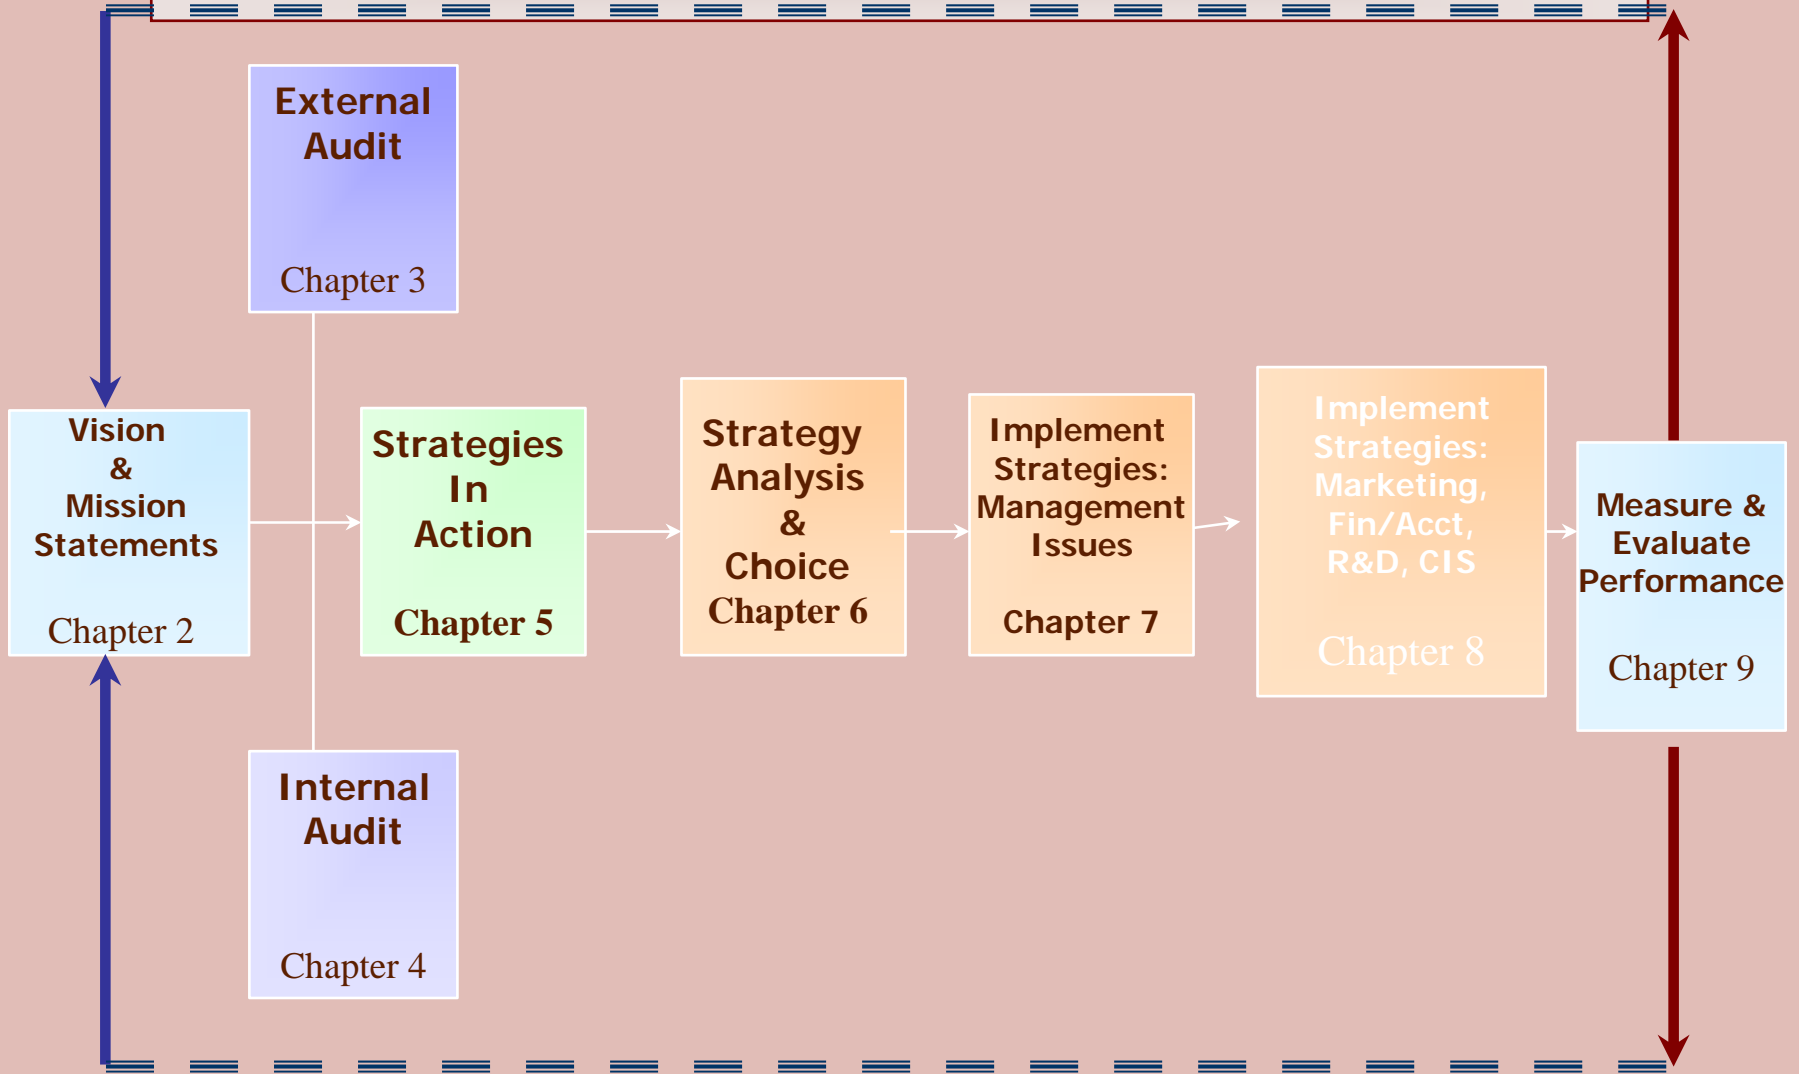 External
Audit
Chapter 3
Vision
&
Mission
Statements
Chapter 2
Strategies
In
Action
Chapter 5
Strategy
Analysis
&
Choice
Chapter 6
Implement
Strategies:
Management
Issues
Chapter 7
Implement
Strategies:
Marketing,
Fin/Acct,
R&D, CIS
Chapter 8
Measure &
Evaluate
Performance
Chapter 9
Internal
Audit
Chapter 4